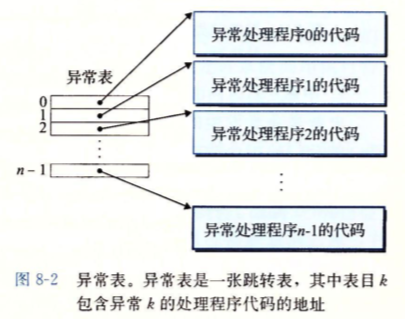 异常处理程序0的代码
异常表
异常处理程序1的代码
0
1
2
异常处理程序2的代码
⋮
⋮
n-1
异常处理程序n-1的代码
图 8-2 异常表。异常表是一张跳转表，其中表目 k
包含异常 k 的处理程序代码的地址